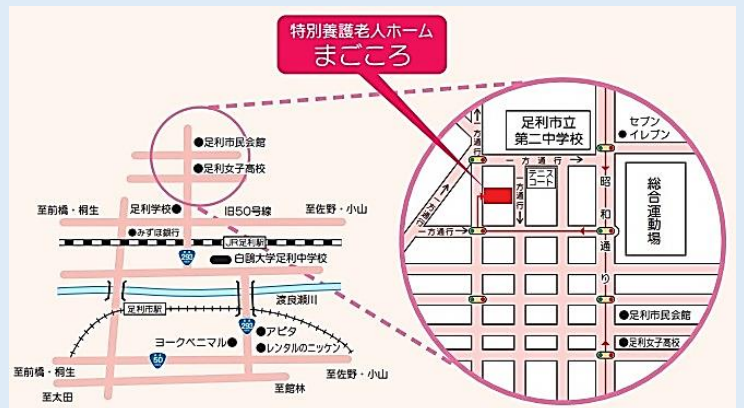 特別養護老人ホーム
まごころ
足利市民会館
足利女子高校
至前橋・桐生
足利学校
旧50号線
至佐野・小山
みずほ銀行
JR足利駅
293
白鴎大学足利中学校
渡良瀬川
足利市駅
293
アピタ
ヨークベニマル
レンタルのニッケン
至前橋・桐生
50
至佐野・小山
至太田
至館林
足利市立
第二中学校
セブン
イレブン
一方通行
一方通行
一方通行→
テニス
コート
一方通行
昭和通り
総合運動場
一方通行→
足利市民会館
足利女子高校